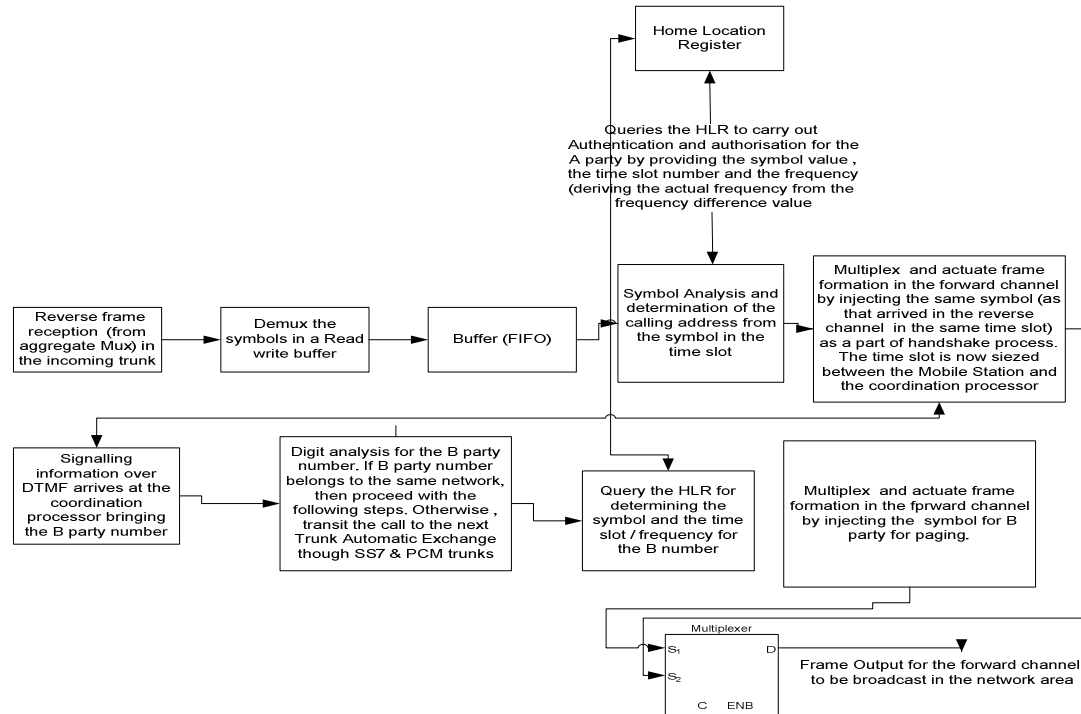 Home Location
Register
Queries the HLR to carry out
Authentication and authorisation for the
A party by providing the symbol value ,
the time slot number and the frequency
(deriving the actual frequency from the
frequency difference value
Reverse frame
reception (from
aggregate Mux) in
the incoming trunk
Demux the
symbols in a Read
write buffer
Buffer (FIFO)
Symbol Analysis and
determination of the
calling address from
the symbol in the
time slot
Multiplex and actuate frame
formation in the forward channel
by injecting the same symbol (as
that arrived in the reverse
channel in the same time slot)
as a part of handshake process.
The time slot is now siezed
between the Mobile Station and
the coordination processor
Signalling
information over
DTMF arrives at the
coordination
processor bringing
the B party number
Digit analysis for the B party
number. If B party number
belongs to the same network,
then proceed with the
following steps. Otherwise ,
transit the call to the next
Trunk Automatic Exchange
though SS7 & PCM trunks
Query the HLR for
determining the
symbol and the time
slot / frequency for
the B number
Multiplex and actuate frame
formation in the fprward channel
by injecting the symbol for B
party for paging.
Multiplexer
S1
D
S2
C ENB
Frame Output for the forward channel
to be broadcast in the network area